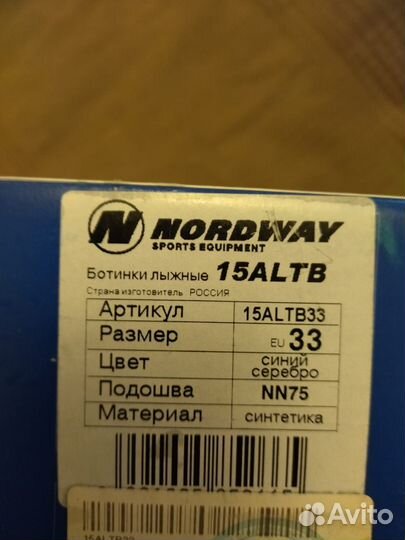 N NORDWAY
SPORTS EQUIPMENT
Ботинки лыжные 15ALTB
Страна изготовитель РОССИЯ
Артикул 15ALTB33
Размер EU 33
Цвет синий серебро
Подошва NN75
Материал синтетика
15ALTB33
Avito